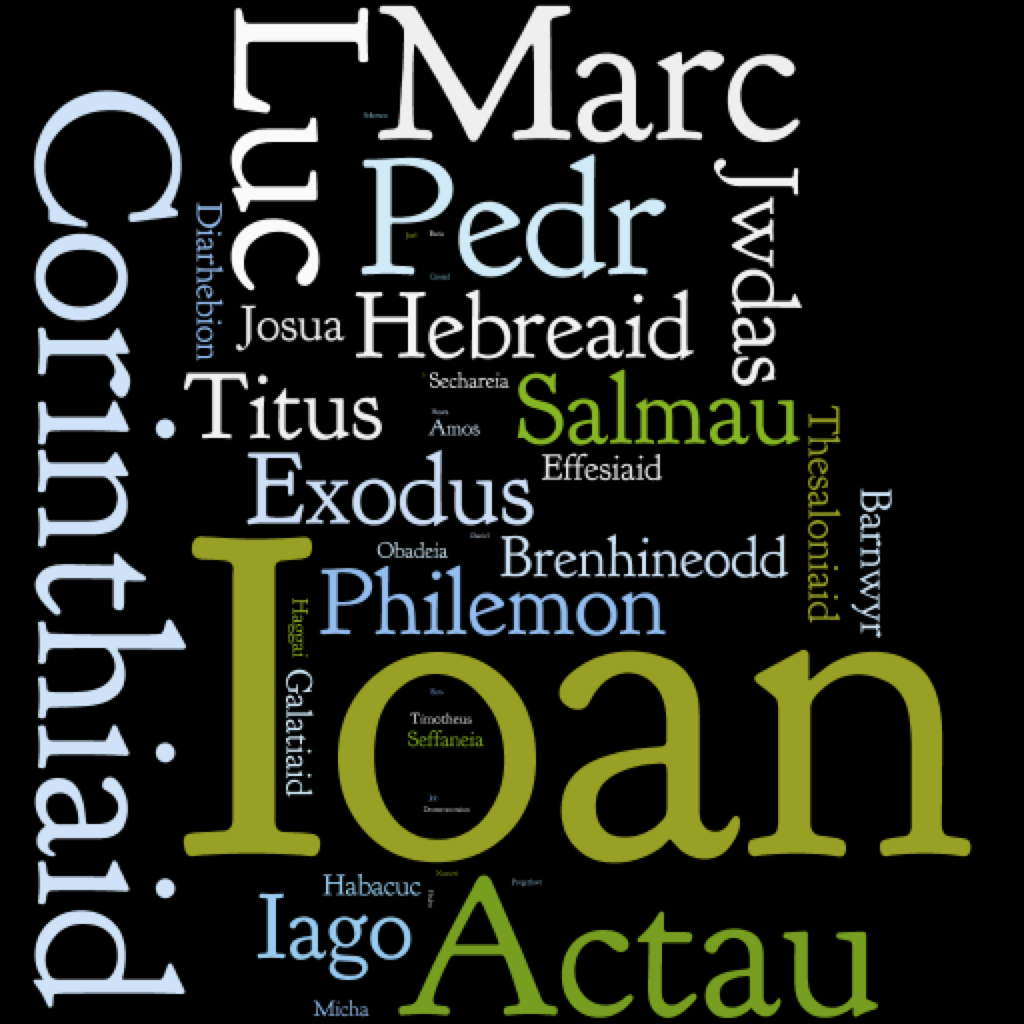 Marc
Luc
Pedr
Jwdas
Corinthiaid
Diarhebion
Josua
Hebreaid
Titus
Sechareia
Salmau
Amos
Effesiaid
Thesaloniaid
Exodus
Barnwyr
Obadeia
Brenhineodd
Philemon
Haggai
Ioan
Galatiaid
Timotheus
Seffaneia
Habacuc
Iago
Actau
Micha